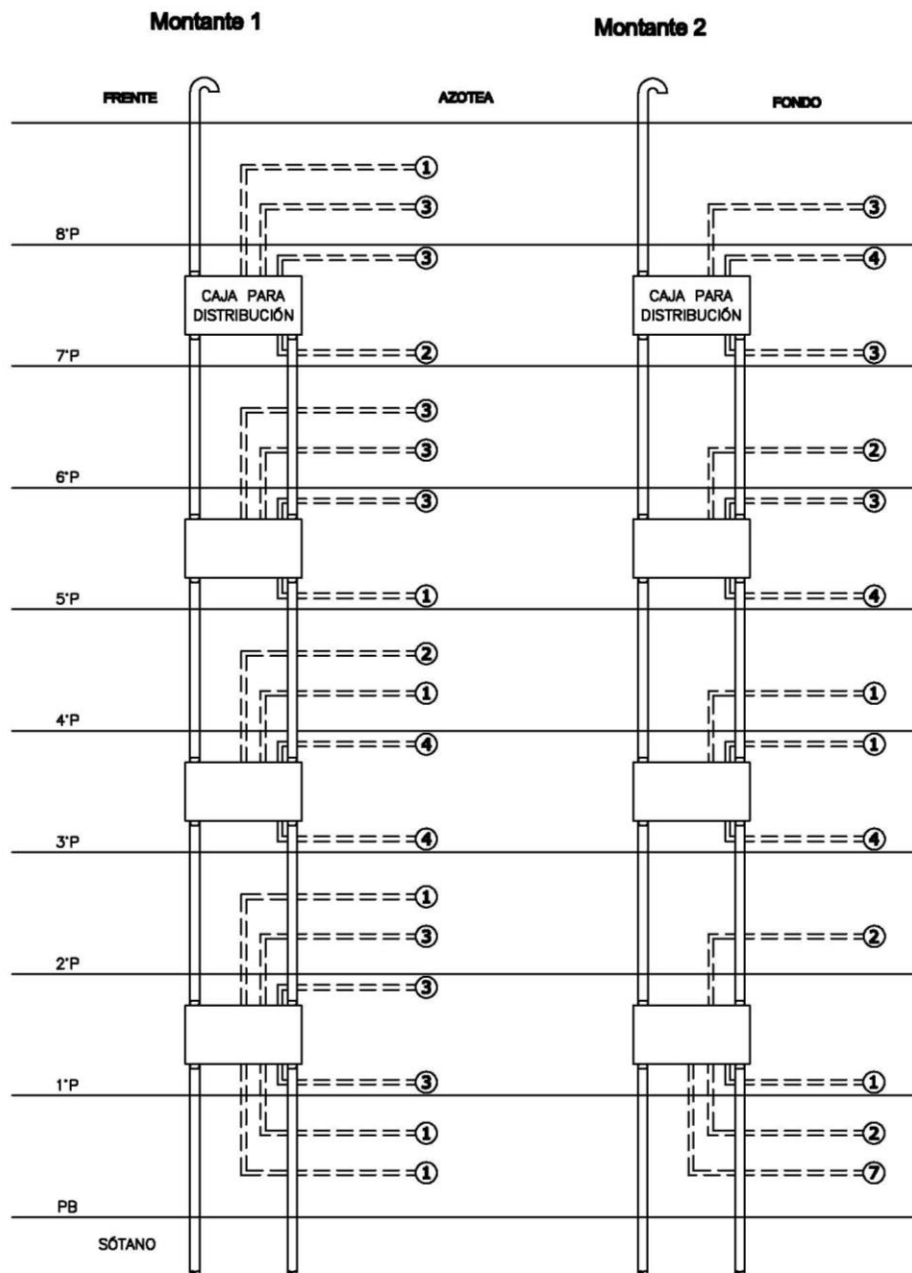 Montante 1
Montante 2
FRENTE
AZOTEA
FONDO
1
3
3
8°P
3
4
CAJA PARA
DISTRIBUCIÓN
CAJA PARA
DISTRIBUCIÓN
2
3
7°P
3
3
2
6°P
3
3
1
4
5°P
2
1
1
4°P
4
1
4
4
3°P
1
3
2
2°P
3
3
1
1°P
1
2
1
7
PB
SÓTANO